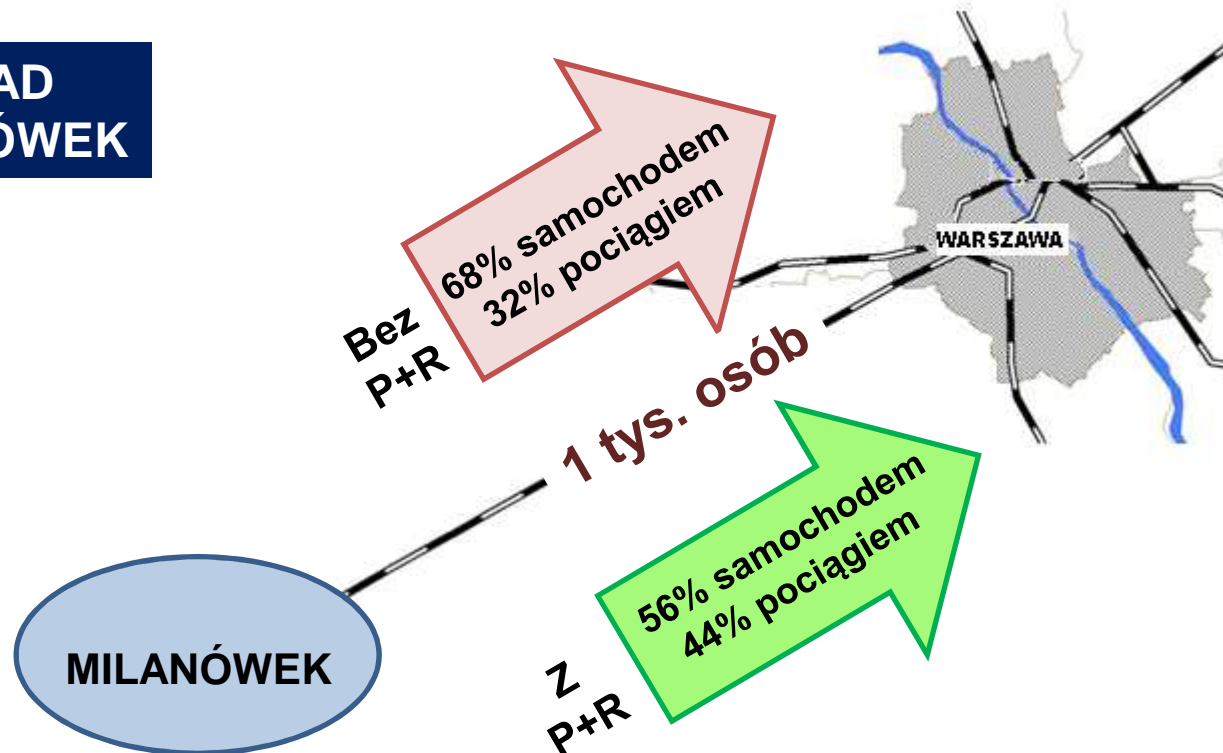 AD
ÓWEK
68% samochodem
32% pociągiem
Bez
P+R
WARSZAWA
1 tys. osób
56% samochodem
44% pociągiem
Z
P+R
MILANÓWEK